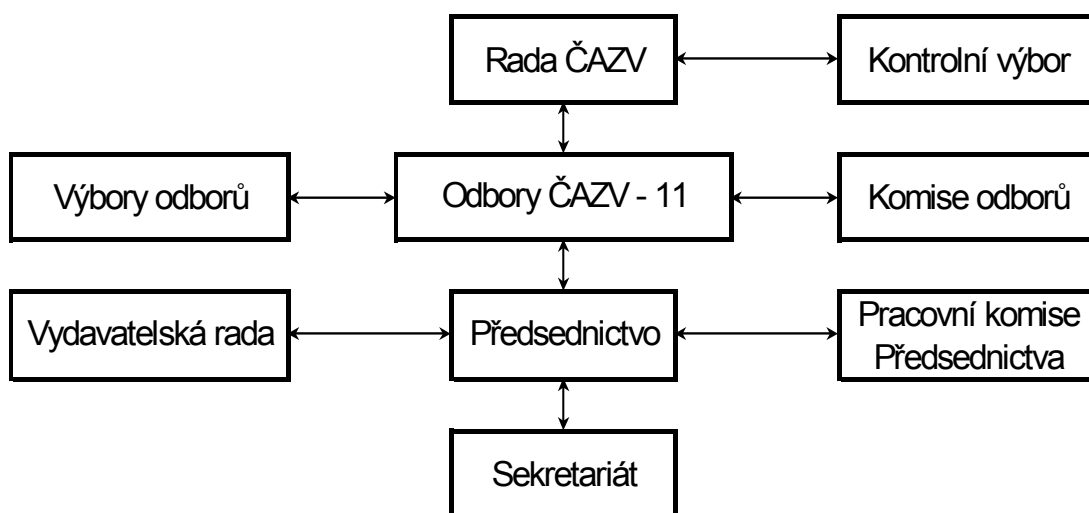 Rada ČAZV
Kontrolní výbor
Výbory odborů
Odbory ČAZV - 11
Komise odborů
Vydavatelská rada
Předsednictvo
Pracovní komise
Předsednictva
Sekretariát